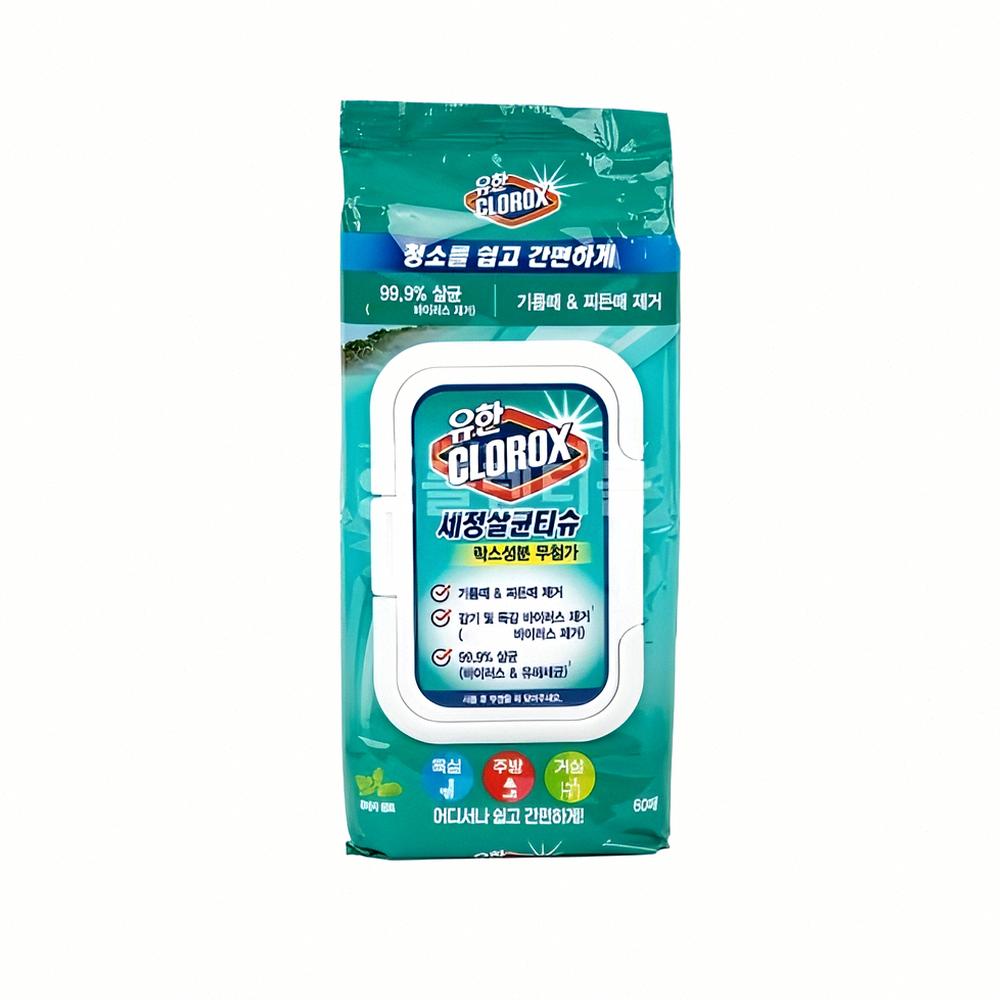 유한
CLOROX
청소를 쉽고 간편하게
99.9% 살균
( 바이러스 제거)
기름때 & 찌든때 제거
유한
CLOROX
세정살균티슈
락스성분 무첨가
기름때 & 찌든때 제거
감기 및 독감 바이러스 제거
( 바이러스 제거)
99.9% 살균
(바이러스 & 유해세균)
욕실
주방
거실
어디서나 쉽고 간편하게!
60매
유한